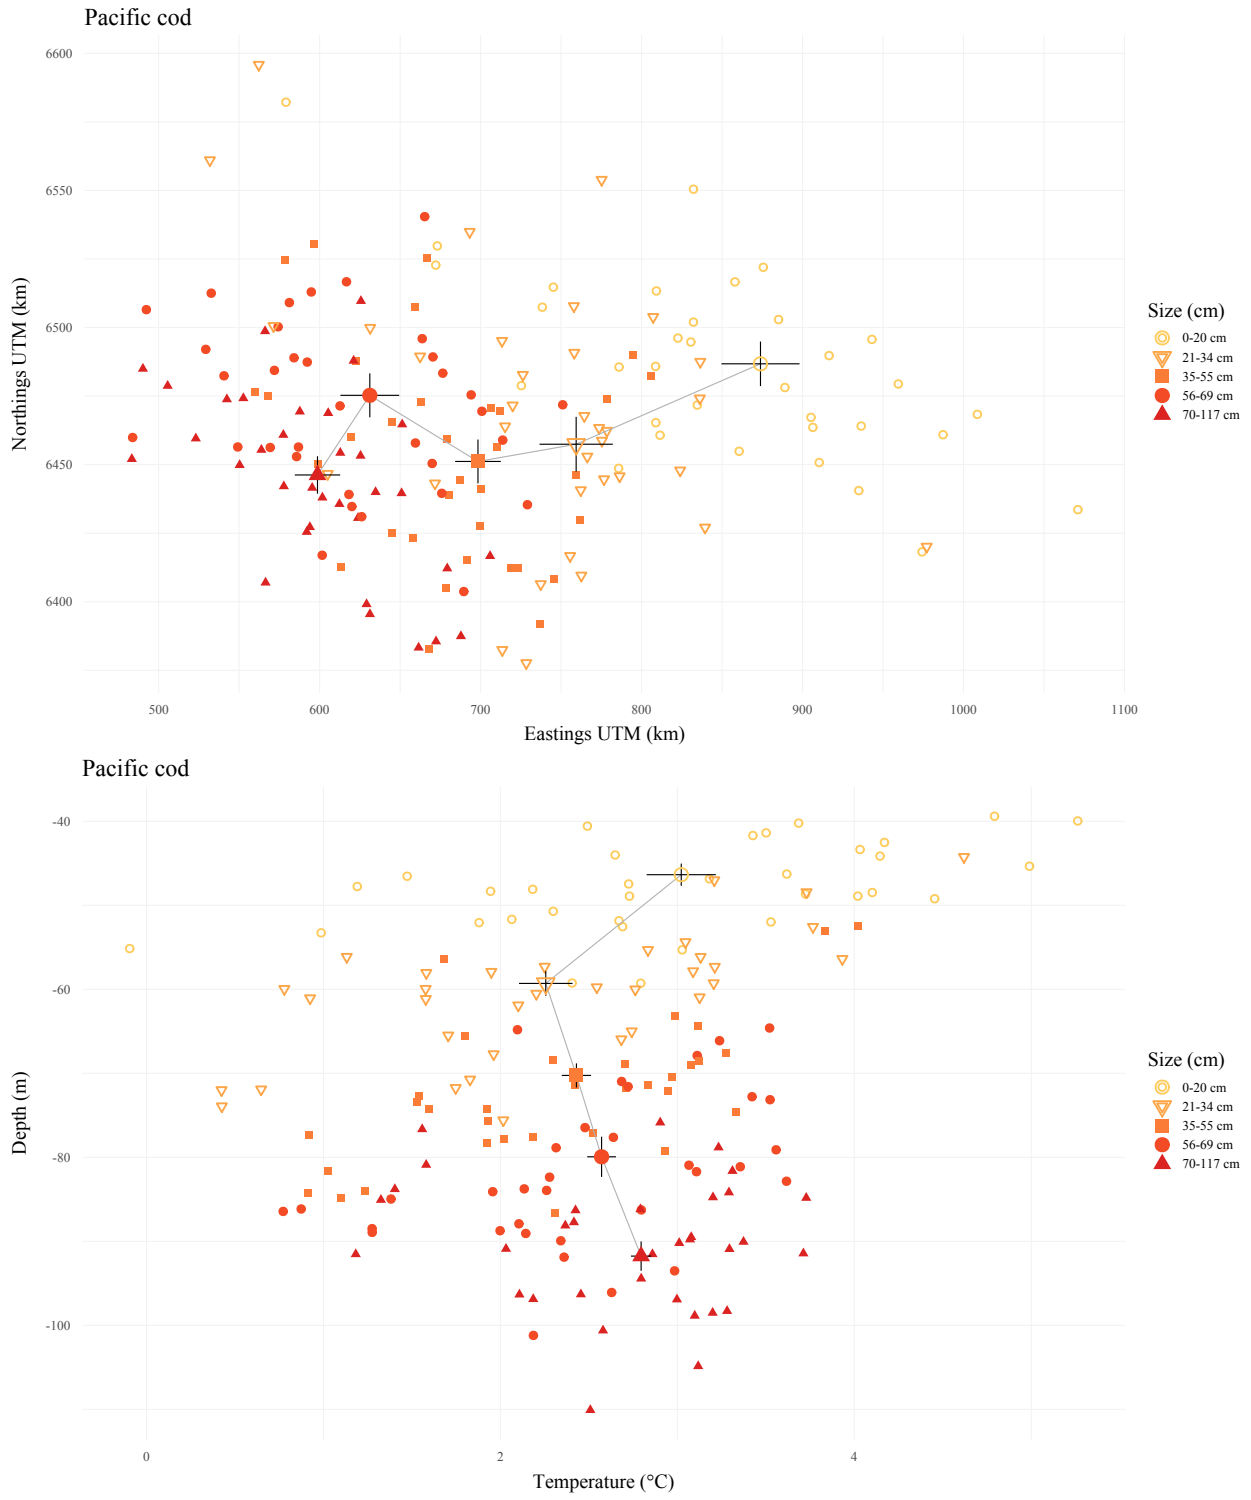 Pacific cod
6600
6550
6500
6450
6400
Northings UTM (km)
500 600 700 800 900 1000 1100
Eastings UTM (km)
Size (cm)
0-20 cm
21-34 cm
35-55 cm
56-69 cm
70-117 cm
Pacific cod
-40
-60
-80
-100
Depth (m)
0 2 4
Temperature (°C)
Size (cm)
0-20 cm
21-34 cm
35-55 cm
56-69 cm
70-117 cm